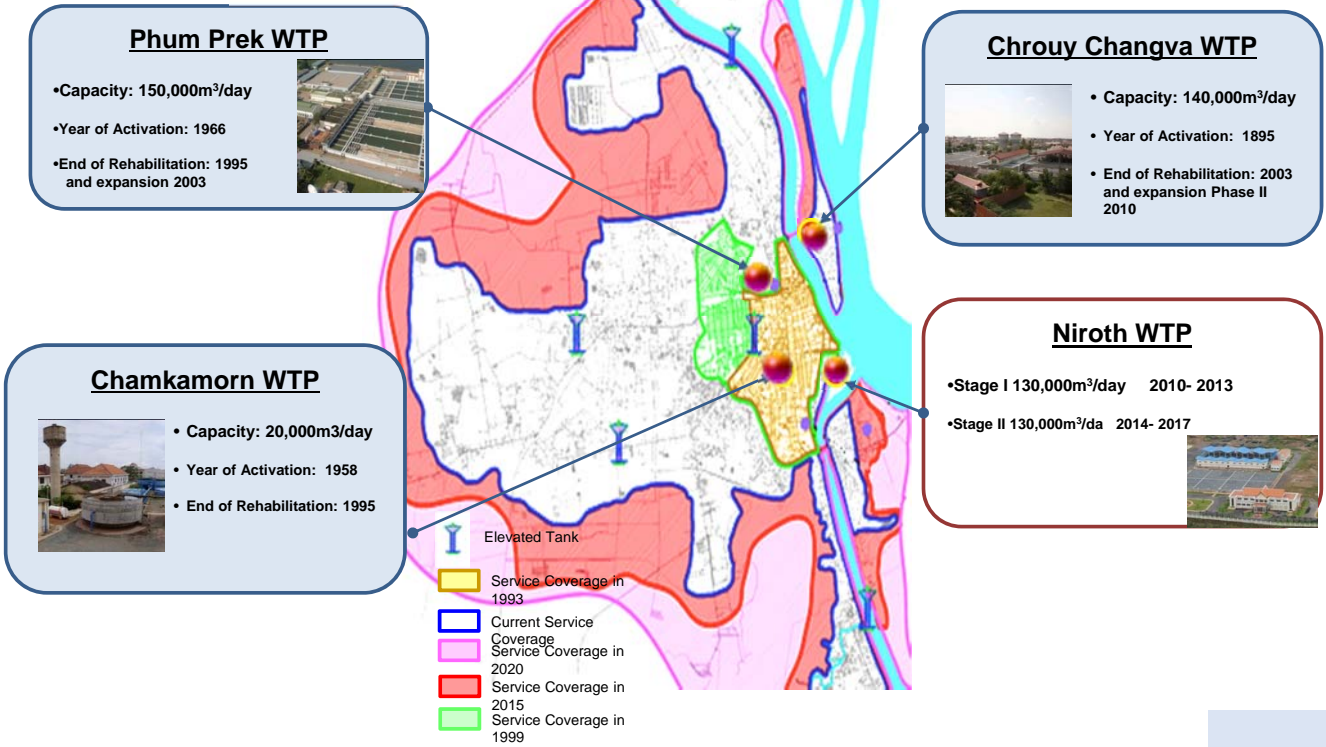 Phum Prek WTP
•Capacity: 150,000m³/day
•Year of Activation: 1966
•End of Rehabilitation: 1995
and expansion 2003
Chrouy Changva WTP
• Capacity: 140,000m³/day
• Year of Activation: 1895
• End of Rehabilitation: 2003
and expansion Phase II
2010
Chamkamorn WTP
• Capacity: 20,000m3/day
• Year of Activation: 1958
• End of Rehabilitation: 1995
Niroth WTP
•Stage I 130,000m³/day 2010- 2013
•Stage II 130,000m³/da 2014- 2017
Elevated Tank
Service Coverage in
1993
Current Service
Coverage
Service Coverage in
2020
Service Coverage in
2015
Service Coverage in
1999